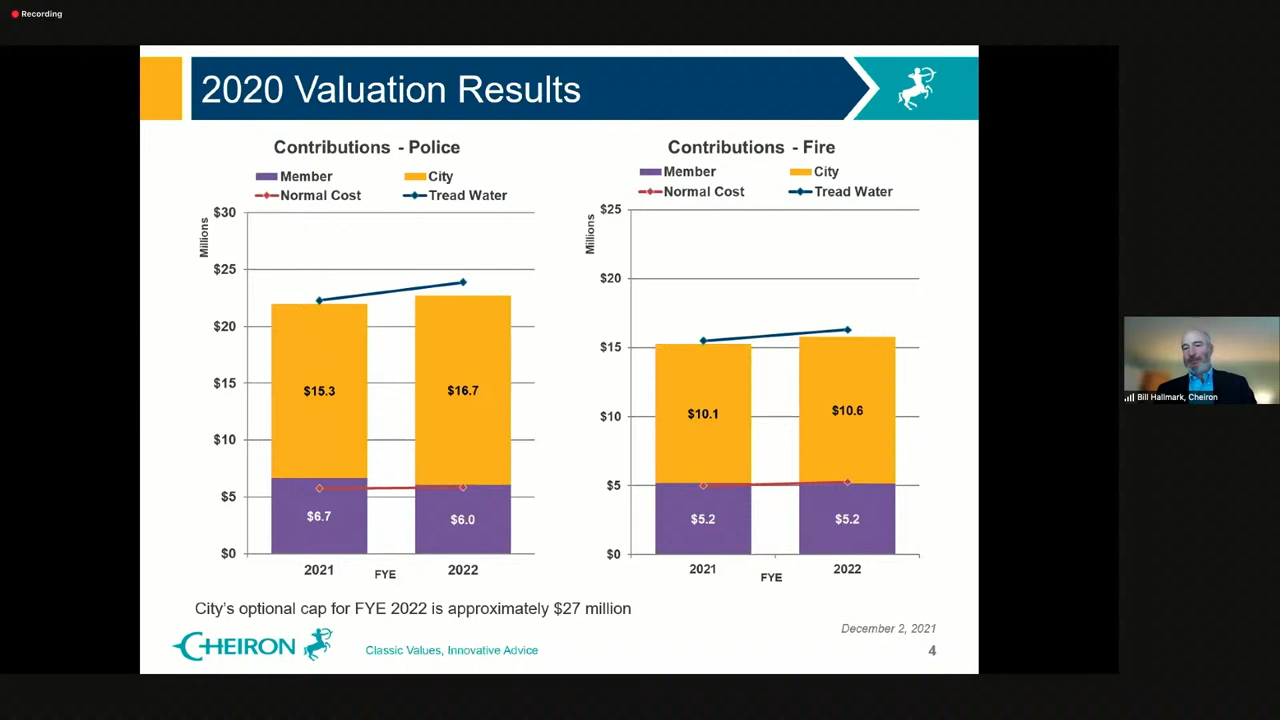 Recording
2020 Valuation Results
Contributions - Police
Member
City
Normal Cost
Tread Water
Millions
$30
$25
$20
$15
$10
$5
$0
$15.3
$16.7
$6.7
$6.0
2021
FYE
2022
Contributions - Fire
Member
City
Normal Cost
Tread Water
Millions
$25
$20
$15
$10
$5
$0
$10.1
$10.6
$5.2
$5.2
2021
FYE
2022
Bill Hallmark, Cheiron
City's optional cap for FYE 2022 is approximately $27 million
December 2, 2021
CHEIRON
Classic Values, Innovative Advice
4